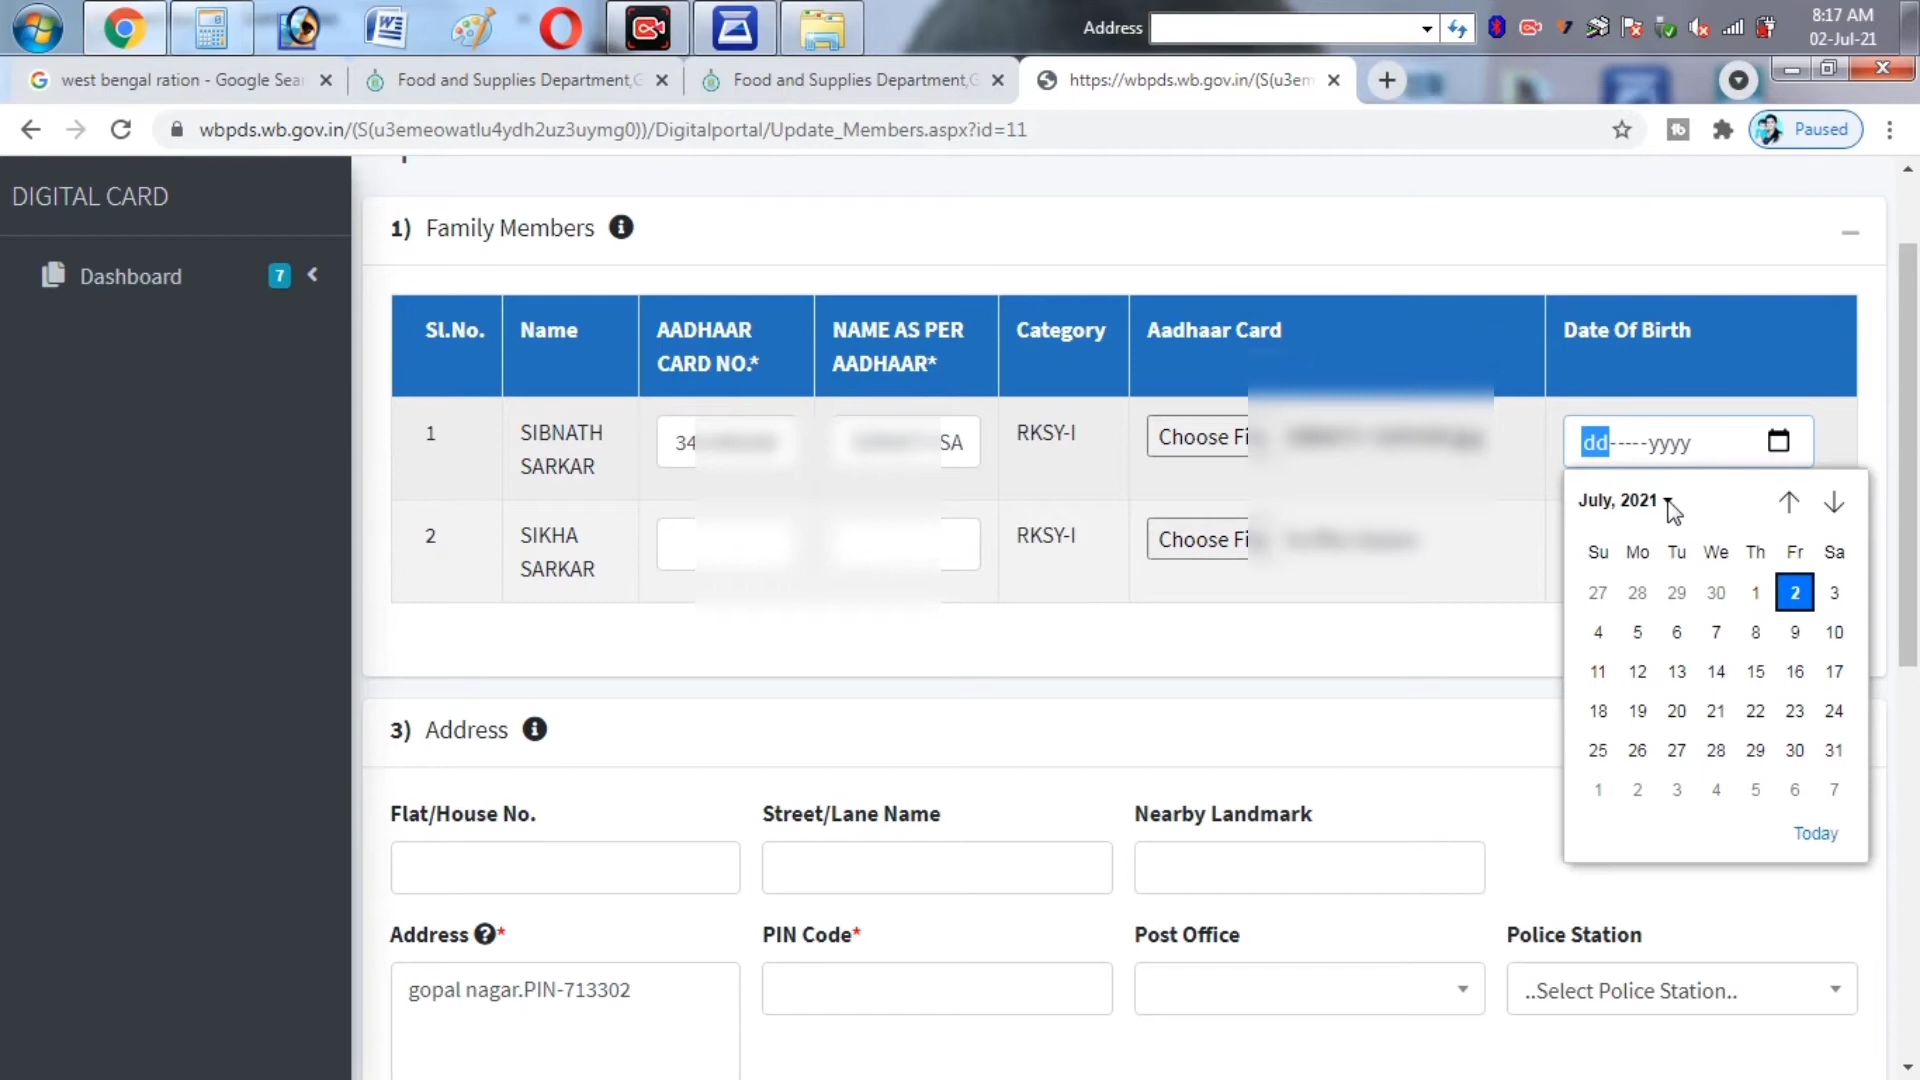 Address
8:17 AM
02-Jul-21
west bengal ration - Google Sear
Food and Supplies Department,G
Food and Supplies Department,G
https://wbpds.wb.gov.in/(S(u3em
wbpds.wb.gov.in/(S(u3emeowatlu4ydh2uz3uymg0))/Digitalportal/Update_Members.aspx?id=11
Paused
DIGITAL CARD
Dashboard 7
1) Family Members
Sl.No. Name AADHAAR CARD NO.* NAME AS PER AADHAAR* Category Aadhaar Card Date Of Birth
1 SIBNATH SARKAR 34 SA RKSY-I Choose Fi dd-----yyyy
2 SIKHA SARKAR RKSY-I Choose Fi
July, 2021
Su Mo Tu We Th Fr Sa
27 28 29 30 1 2 3
4 5 6 7 8 9 10
11 12 13 14 15 16 17
18 19 20 21 22 23 24
25 26 27 28 29 30 31
1 2 3 4 5 6 7
Today
3) Address
Flat/House No. Street/Lane Name Nearby Landmark
Address * PIN Code* Post Office Police Station
gopal nagar.PIN-713302 ..Select Police Station..